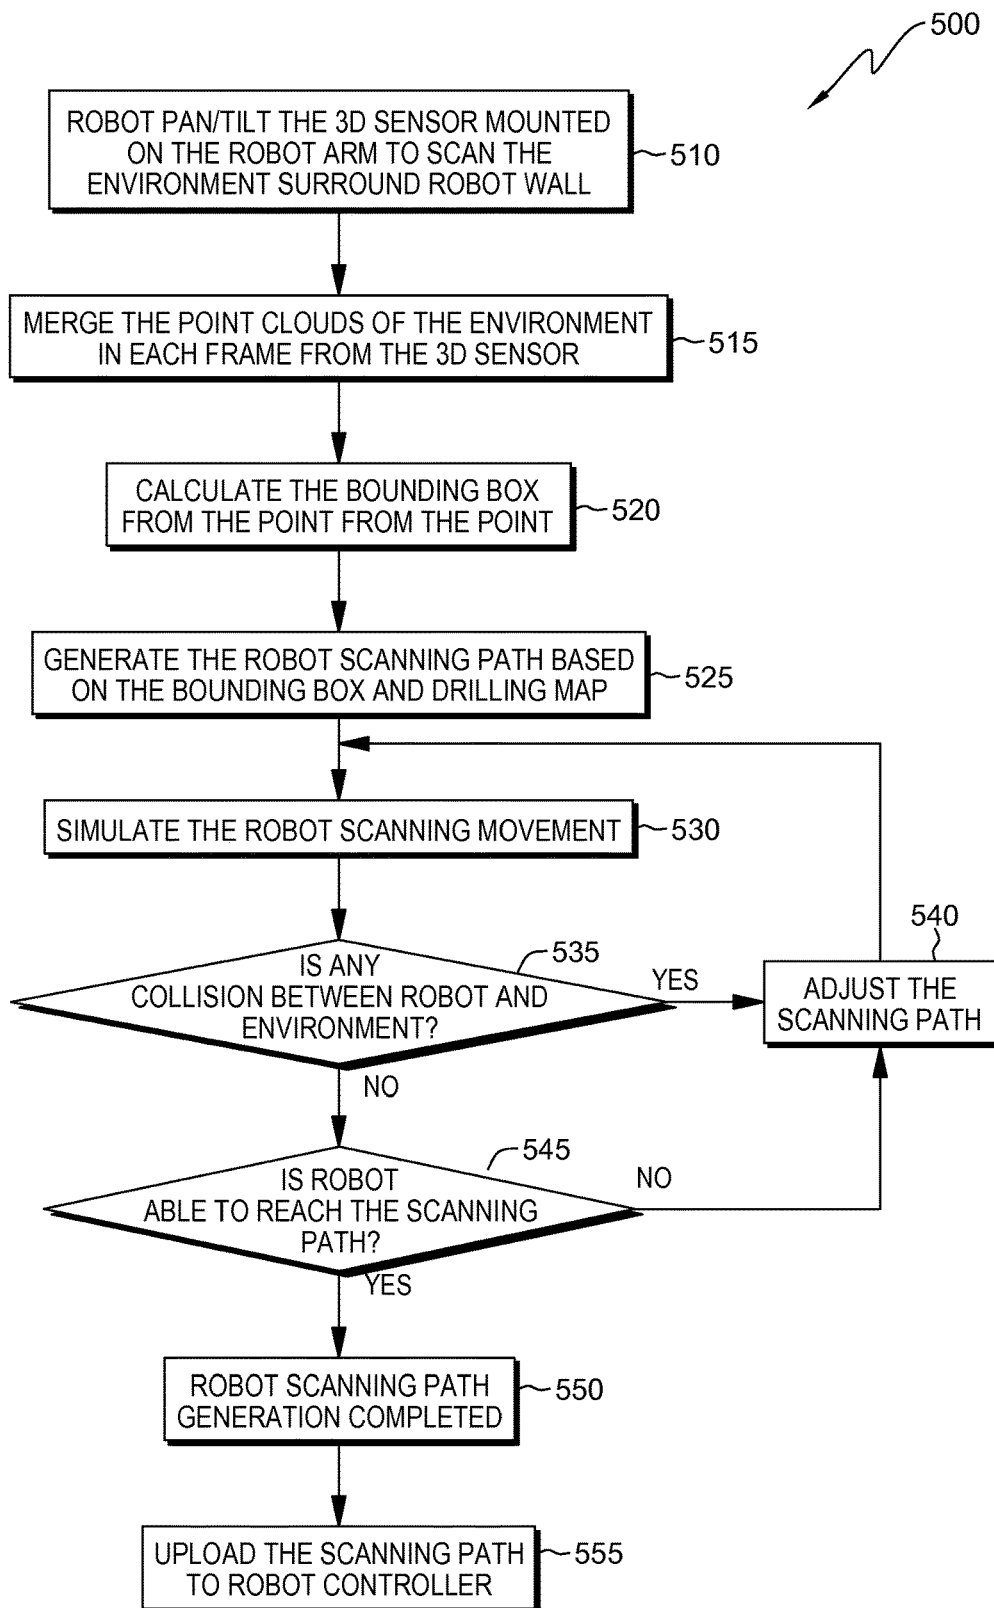 500
ROBOT PAN/TILT THE 3D SENSOR MOUNTED
ON THE ROBOT ARM TO SCAN THE
ENVIRONMENT SURROUND ROBOT WALL
510
MERGE THE POINT CLOUDS OF THE ENVIRONMENT
IN EACH FRAME FROM THE 3D SENSOR
515
CALCULATE THE BOUNDING BOX
FROM THE POINT FROM THE POINT
520
GENERATE THE ROBOT SCANNING PATH BASED
ON THE BOUNDING BOX AND DRILLING MAP
525
SIMULATE THE ROBOT SCANNING MOVEMENT
530
IS ANY
COLLISION BETWEEN ROBOT AND
ENVIRONMENT?
535
YES
540
ADJUST THE
SCANNING PATH
NO
IS ROBOT
ABLE TO REACH THE SCANNING
PATH?
545
NO
YES
ROBOT SCANNING PATH
GENERATION COMPLETED
550
UPLOAD THE SCANNING PATH
TO ROBOT CONTROLLER
555